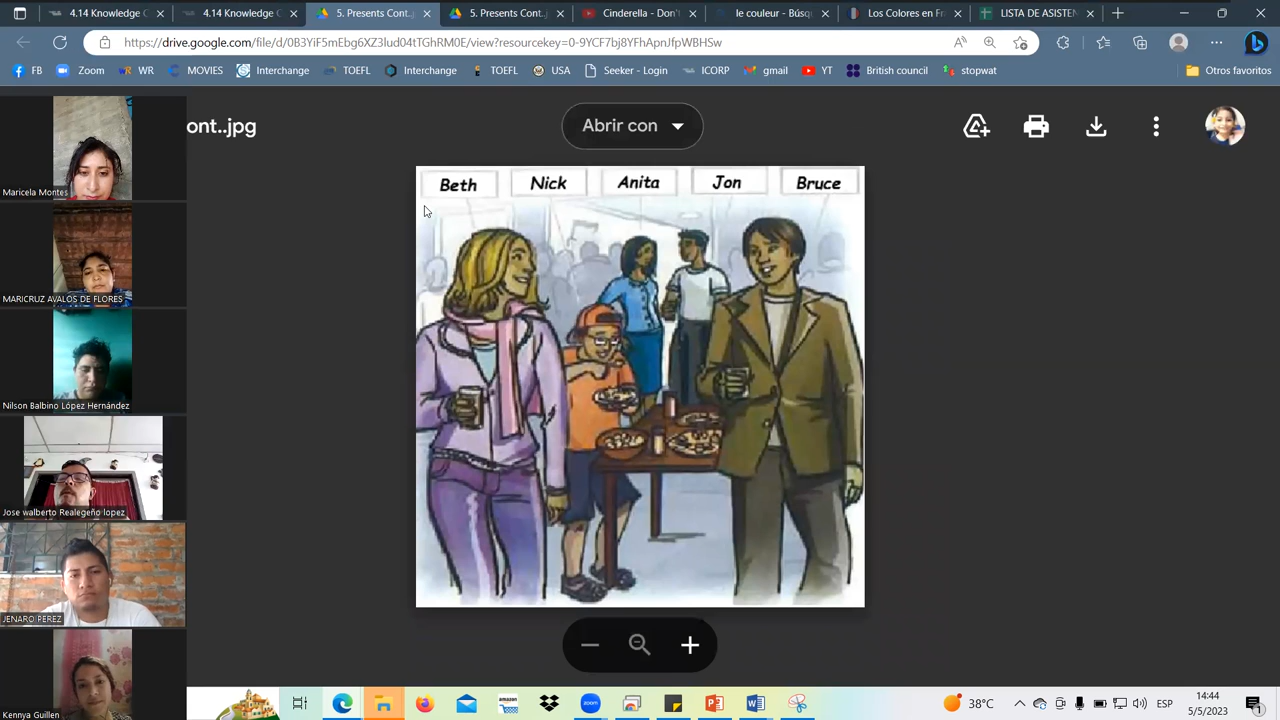 4.14 Knowledge C
4.14 Knowledge C
5. Presents Cont.
5. Presents Cont.
Cinderella - Don'
le couleur - Búsq
Los Colores en Fr
LISTA DE ASISTEN
https://drive.google.com/file/d/0B3YiF5mEbg6XZ3lud04tTGhRM0E/view?resourcekey=0-9YCF7bj8YFhApnJfpWBHSw
FB
Zoom
WR
MOVIES
Interchange
TOEFL
Interchange
TOEFL
USA
Seeker - Login
ICORP
gmail
YT
British council
stopwat
Otros favoritos
ont..jpg
Abrir con
Beth Nick Anita Jon Bruce
Maricela Montes
MARICRUZ AVALOS DE FLORES
Nilson Balbino López Hernández
Jose walberto Realegeño lopez
JENARO PEREZ
Kennya Guillen
amazon
zoom
38°C
ESP
14:44
5/5/2023